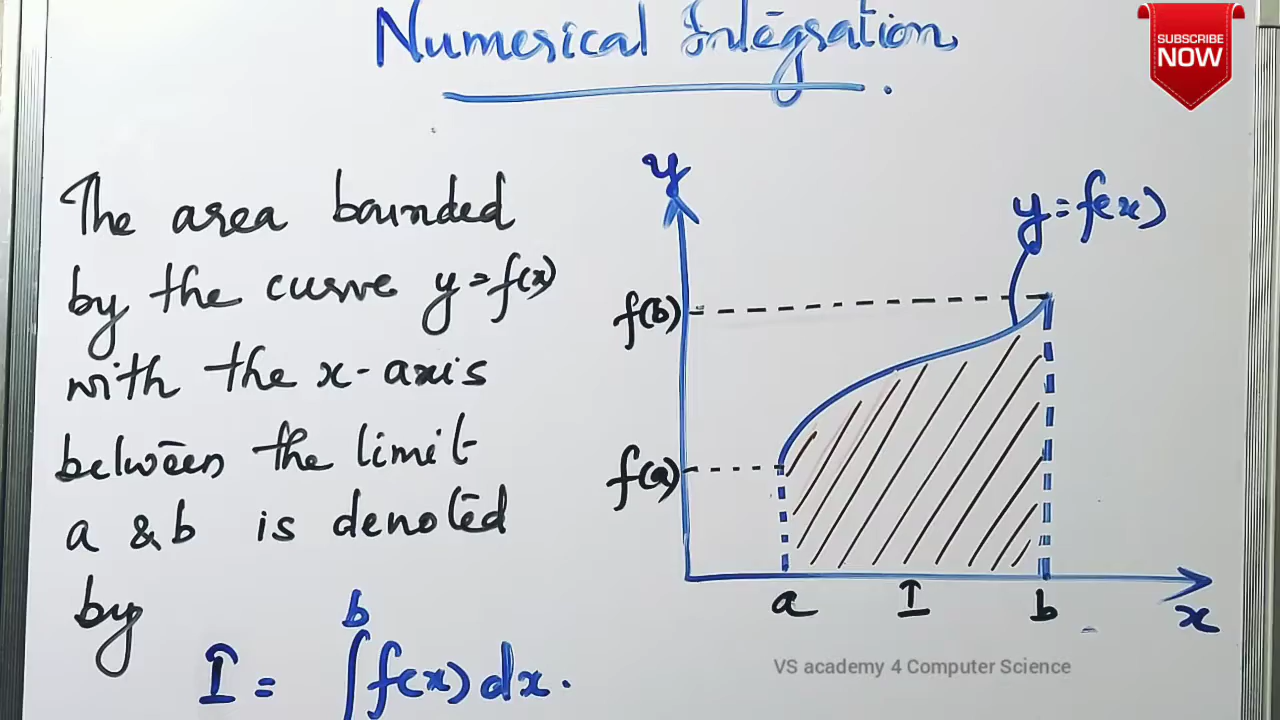 Numerical Integration.
SUBSCRIBE
NOW
The area bounded
by the curve y=f(x)
with the x-axis
between the limit
a & b is denoted
by
b
I = ∫f(x)dx.
y
y=f(x)
f(b)
f(a)
a I b
x
VS academy 4 Computer Science